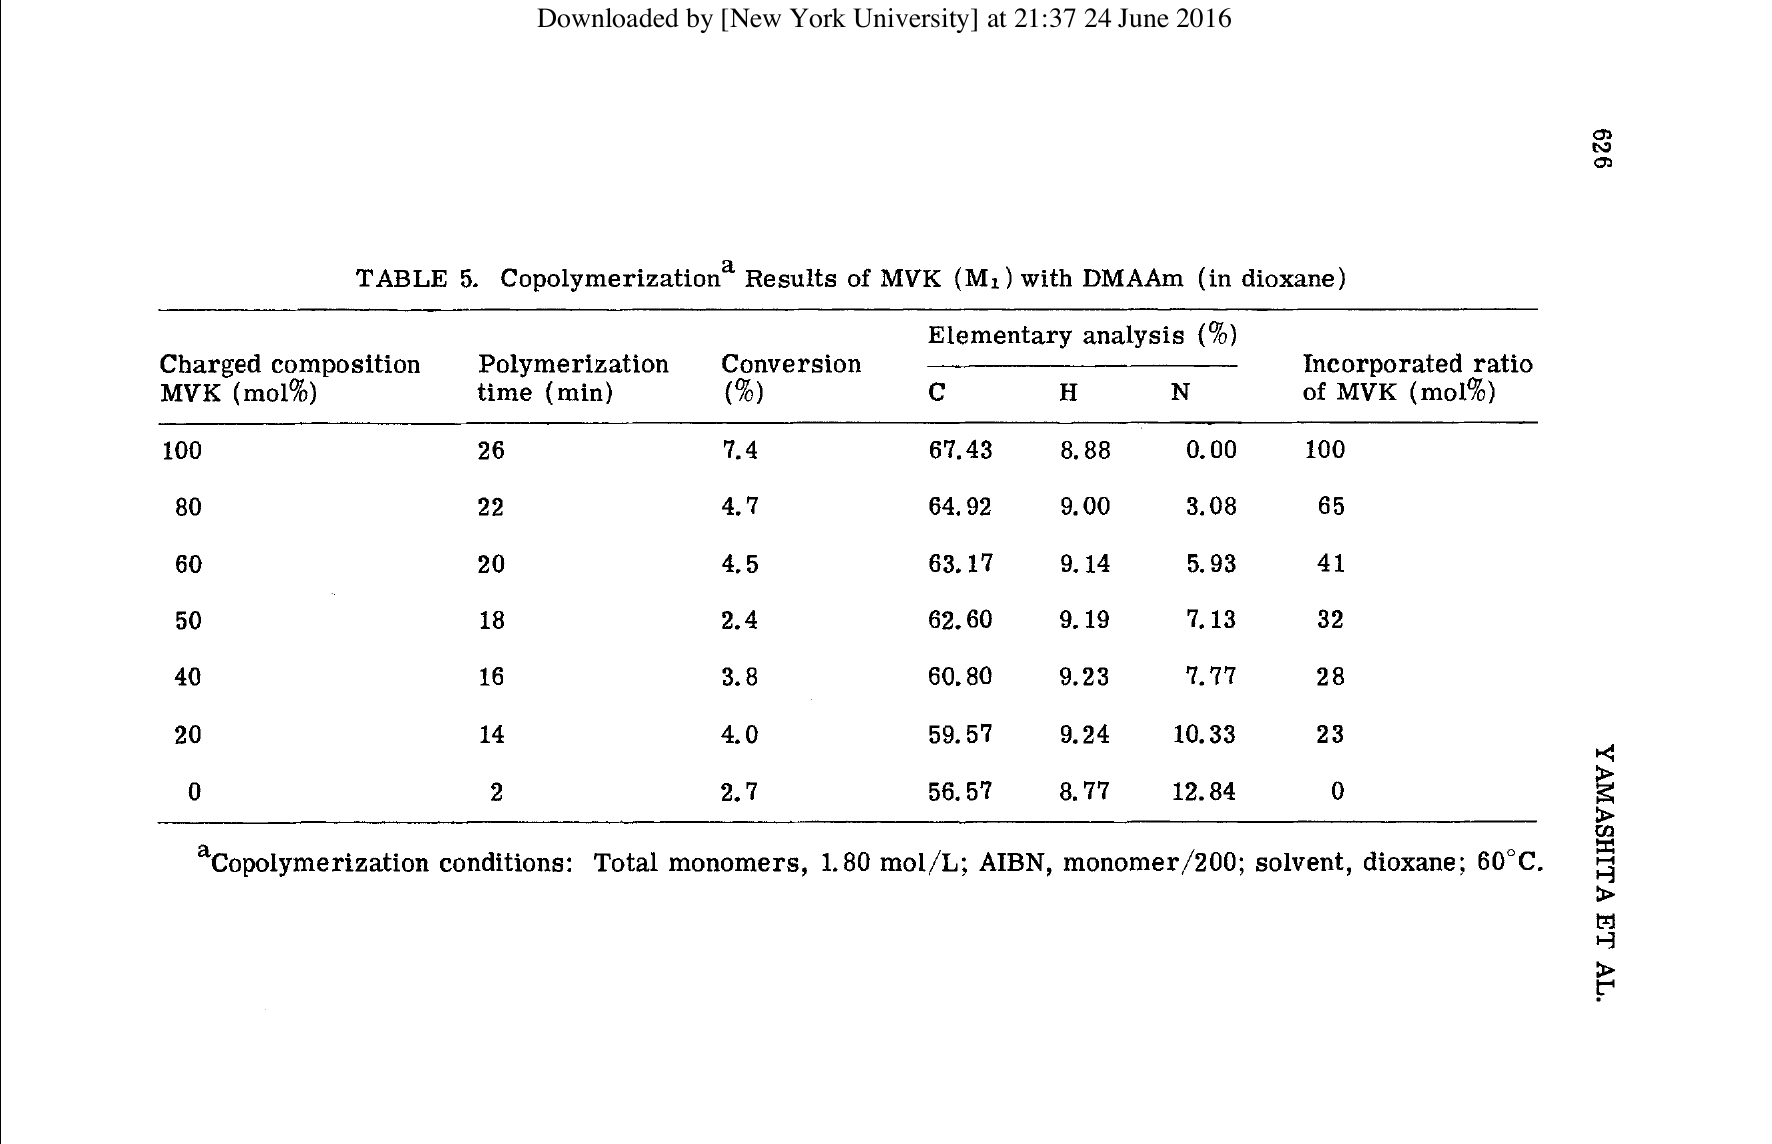 Downloaded by [New York University] at 21:37 24 June 2016
626
TABLE 5. Copolymerizationᵃ Results of MVK (M₁) with DMAAm (in dioxane)
Elementary analysis (%)
Charged composition Polymerization Conversion Incorporated ratio
MVK (mol%) time (min) (%) C H N of MVK (mol%)
100 26 7.4 67.43 8.88 0.00 100
80 22 4.7 64.92 9.00 3.08 65
60 20 4.5 63.17 9.14 5.93 41
50 18 2.4 62.60 9.19 7.13 32
40 16 3.8 60.80 9.23 7.77 28
20 14 4.0 59.57 9.24 10.33 23
0 2 2.7 56.57 8.77 12.84 0
ᵃCopolymerization conditions: Total monomers, 1.80 mol/L; AIBN, monomer/200; solvent, dioxane; 60°C.
YAMASHITA ET AL.